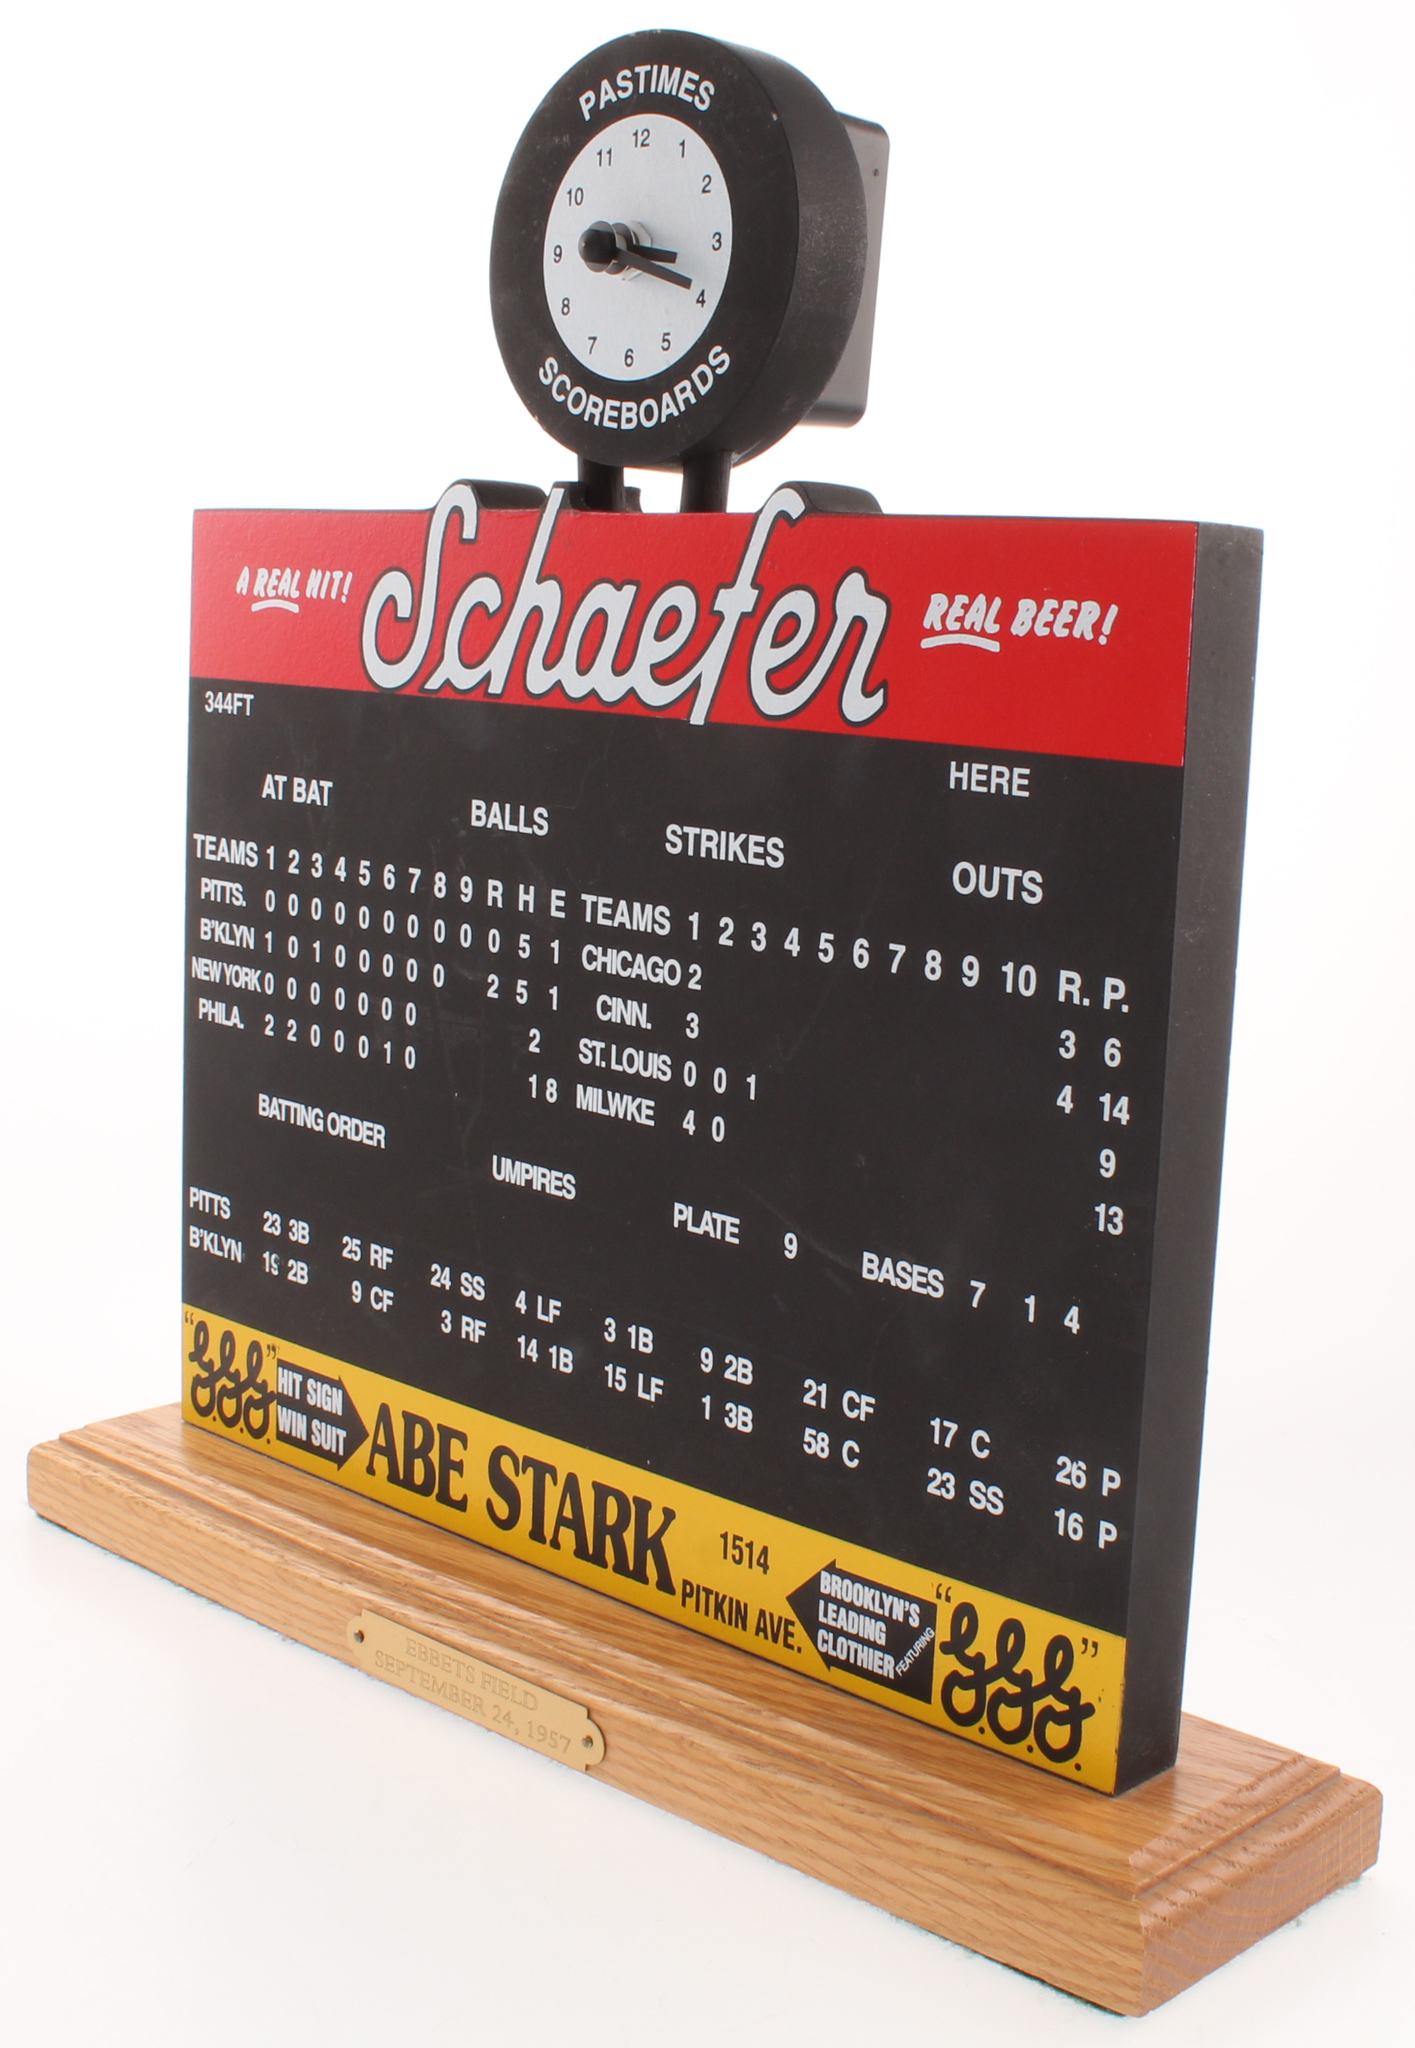 PASTIMES
12
11 1
10 2
9 3
8 4
7 5
6
SCOREBOARDS
A REAL HIT!
Schaefer
REAL BEER!
344FT
HERE
AT BAT
BALLS
STRIKES
OUTS
TEAMS 1 2 3 4 5 6 7 8 9 R H E
PITTS. 0 0 0 0 0 0 0 0 0 0 5 1
B'KLYN 1 0 1 0 0 0 0 0 2 5 1
NEW YORK 0 0 0 0 0 0 0 2
PHILA. 2 2 0 0 0 1 0 18
TEAMS 1 2 3 4 5 6 7 8 9 10 R. P.
CHICAGO 2 3 6
CINN. 3 4 14
ST. LOUIS 0 0 1 9
MILWKE 4 0 13
BATTING ORDER
UMPIRES
PLATE 9
BASES 7 1 4
PITTS 23 3B 25 RF 24 SS 4 LF 3 1B 9 2B 21 CF 17 C 26 P
B'KLYN 19 2B 9 CF 3 RF 14 1B 15 LF 1 3B 58 C 23 SS 16 P
"GGG"
HIT SIGN
WIN SUIT
ABE STARK
1514
PITKIN AVE.
BROOKLYN'S
LEADING
CLOTHIER
FEATURING
"GGG"
EBBETS FIELD
SEPTEMBER 24, 1957